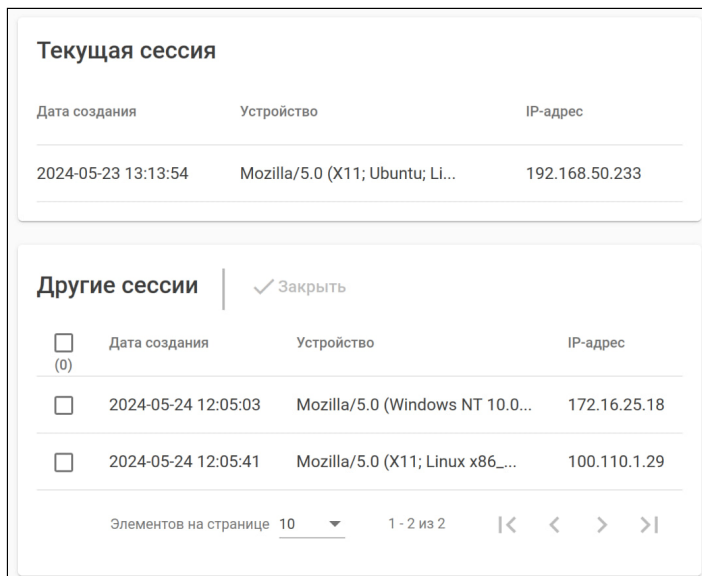 Текущая сессия
Дата создания Устройство IP-адрес
2024-05-23 13:13:54 Mozilla/5.0 (X11; Ubuntu; Li... 192.168.50.233
Другие сессии Закрыть
Дата создания Устройство IP-адрес
(0)
2024-05-24 12:05:03 Mozilla/5.0 (Windows NT 10.0... 172.16.25.18
2024-05-24 12:05:41 Mozilla/5.0 (X11; Linux x86_... 100.110.1.29
Элементов на странице 10 1 - 2 из 2